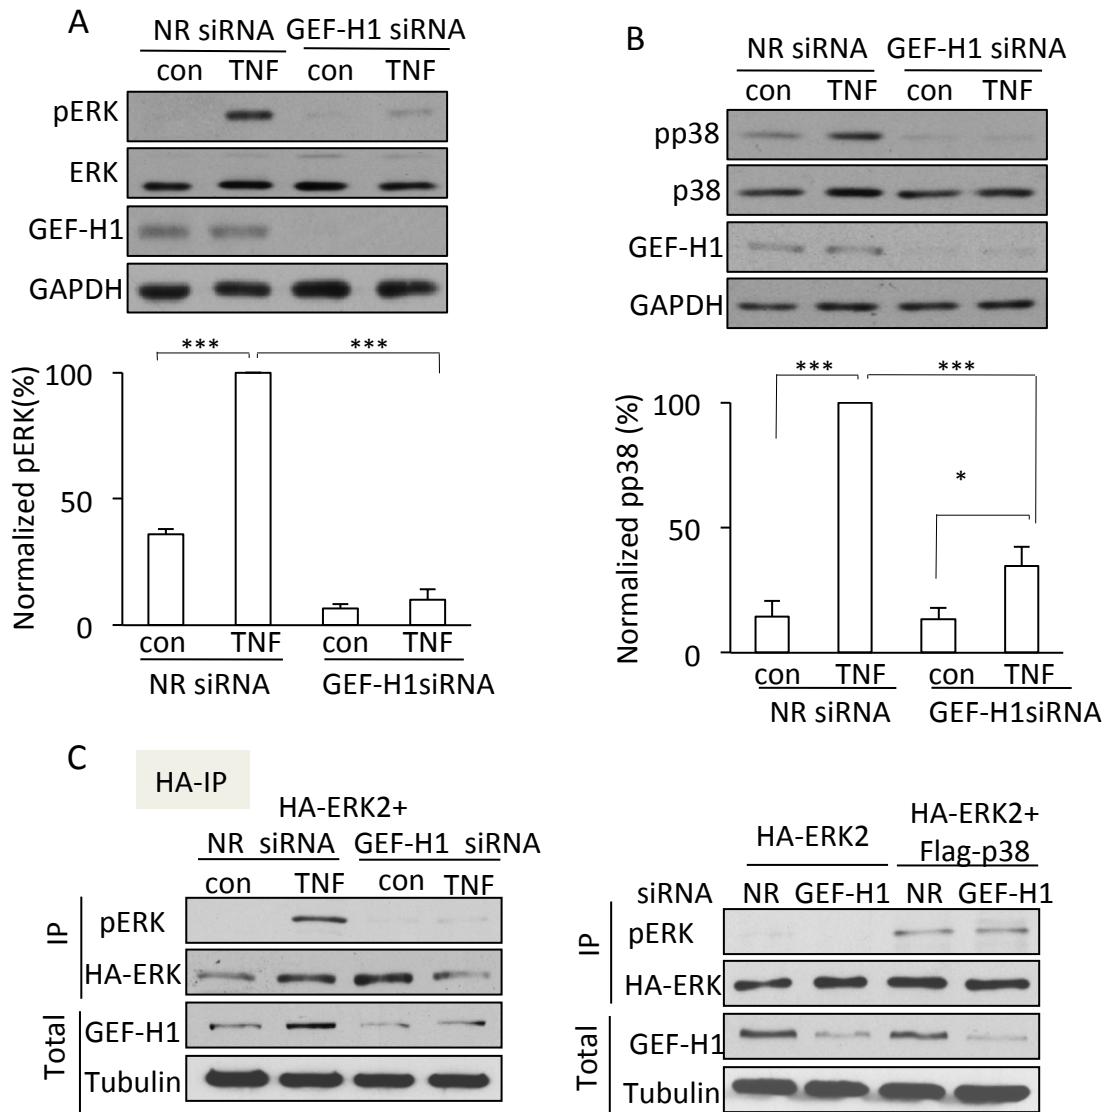 A
NR siRNA GEF-H1 siRNA
con TNF con TNF
pERK
ERK
GEF-H1
GAPDH
*** ***
Normalized pERK(%)
100
50
0
con TNF con TNF
NR siRNA GEF-H1siRNA
B
NR siRNA GEF-H1 siRNA
con TNF con TNF
pp38
p38
GEF-H1
GAPDH
*** ***
*
Normalized pp38 (%)
100
50
0
con TNF con TNF
NR siRNA GEF-H1siRNA
C
HA-IP
HA-ERK2+
NR siRNA GEF-H1 siRNA
con TNF con TNF
IP
pERK
HA-ERK
Total
GEF-H1
Tubulin
HA-ERK2 HA-ERK2+
Flag-p38
siRNA NR GEF-H1 NR GEF-H1
IP
pERK
HA-ERK
Total
GEF-H1
Tubulin